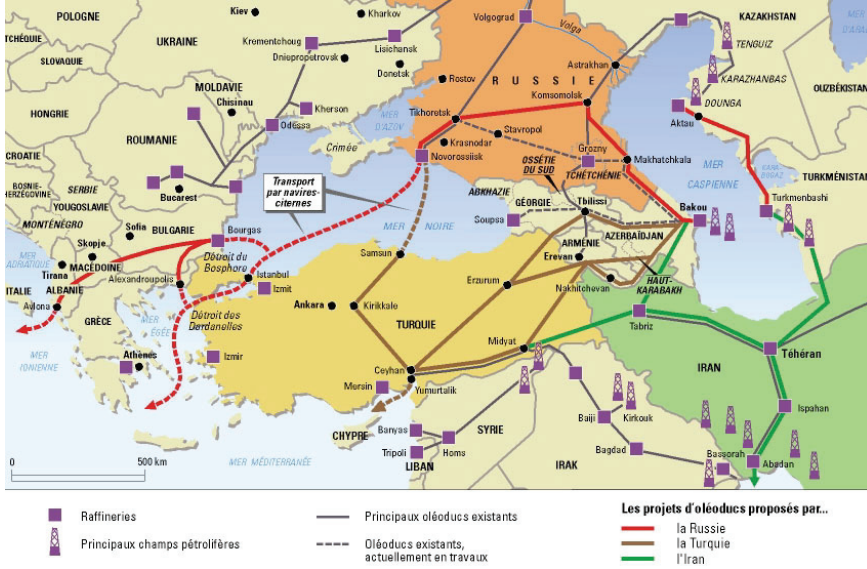 POLOGNE
Kiev
Kharkov
Volgograd
Volga
KAZAKHSTAN
MER
D'ARAL
UKRAINE
Krementchoug
Lisichansk
Dniepropetrovsk
Donetsk
TENGUIZ
TCHÉQUIE
SLOVAQUIE
Astrakhan
KARAZHANBAS
Rostov
RUSSIE
MOLDAVIE
Chisinau
Kherson
Komsomolsk
DOUNGA
OUZBÉKISTAN
HONGRIE
Odessa
MER
D'AZOV
Tikhoretsk
Stavropol
Aktau
ROUMANIE
Crimée
Krasnodar
Grozny
CROATIE
Novorossiisk
OSSÉTIE
DU SUD
TCHÉTCHÉNIE
Makhatchkala
MER
CASPIENNE
KARA-
BOGAZ
TURKMÉNISTAN
BOSNIE-
HERZÉGOVINE
SERBIE
Bucarest
Transport
par navires-
citernes
ABKHAZIE
YOUGOSLAVIE
GÉORGIE
Tbilissi
Turkmenbashi
MONTÉNÉGRO
Sofia
BULGARIE
Bourgas
MER
NOIRE
Soupsa
Bakou
Skopje
AZERBAÏDJAN
MER
ADRIATIQUE
MACÉDOINE
Détroit du
Bosphore
Samsun
ARMÉNIE
Erevan
Tirana
ITALIE
ALBANIE
Alexandroupolis
Istanbul
Izmit
Erzurum
Nakhitchevan
HAUT-
KARABAKH
Avlona
Ankara
Kirikkale
GRÈCE
Détroit des
Dardanelles
TURQUIE
Tabriz
MER
ÉGÉE
Midyat
Téhéran
MER
IONIENNE
Athènes
Izmir
IRAN
Ceyhan
Mersin
Yumurtalik
Ispahan
CHYPRE
Banyas
SYRIE
Baiji
Kirkouk
0
500 km
Tripoli
Homs
Bagdad
Bassorah
MER MÉDITERRANÉE
LIBAN
IRAK
Abadan
Raffineries
Principaux champs pétrolifères
Principaux oléoducs existants
Oléoducs existants,
actuellement en travaux
Les projets d'oléoducs proposés par...
la Russie
la Turquie
l'Iran